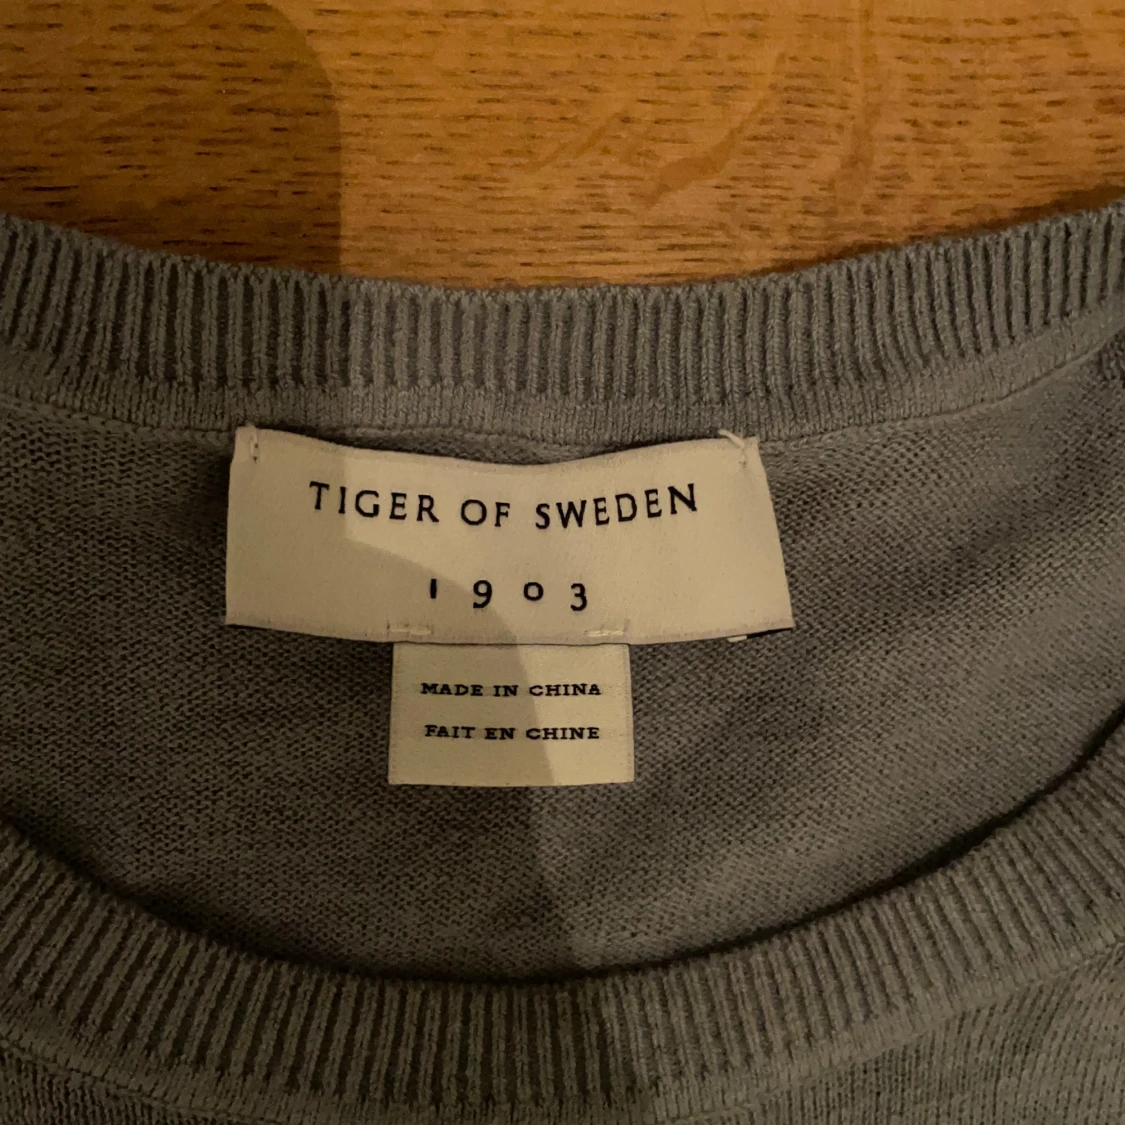 TIGER OF SWEDEN
1903
MADE IN CHINA
FAIT EN CHINE